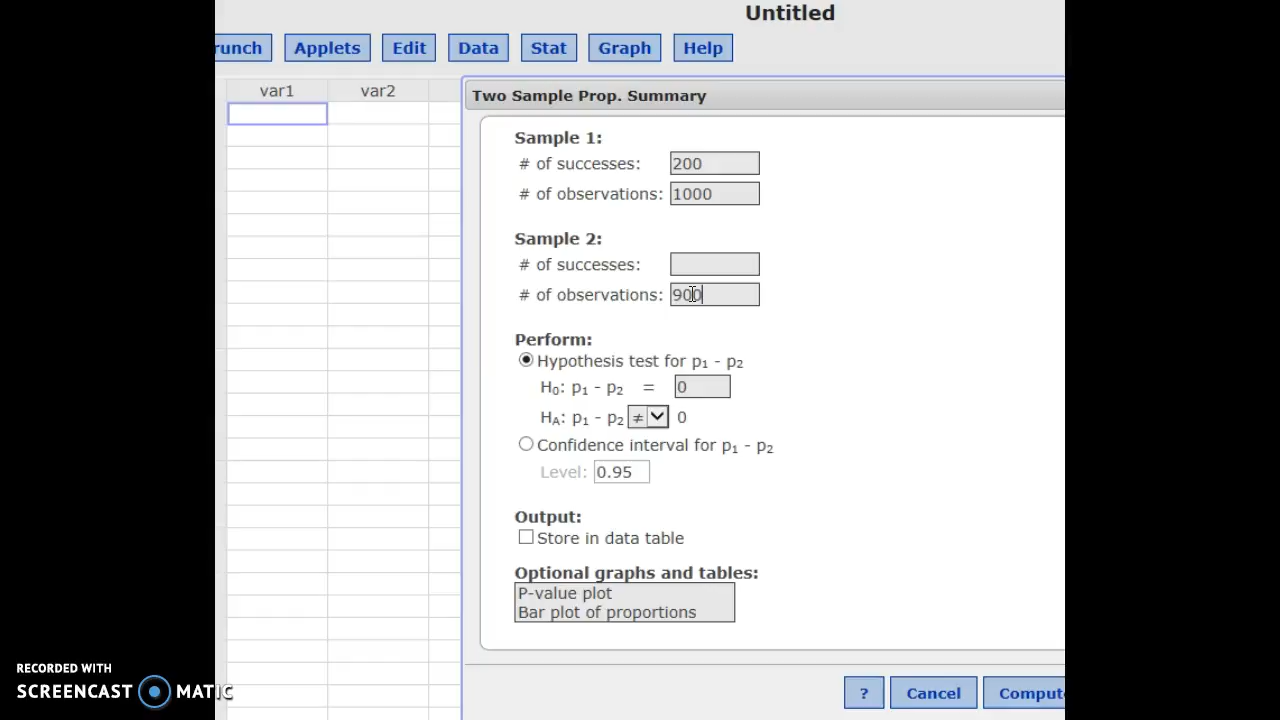 Untitled
runch Applets Edit Data Stat Graph Help
var1 var2
Two Sample Prop. Summary
Sample 1:
# of successes: 200
# of observations: 1000
Sample 2:
# of successes:
# of observations: 900
Perform:
Hypothesis test for p₁ - p₂
H₀: p₁ - p₂ = 0
Hᴀ: p₁ - p₂ ≠ 0
Confidence interval for p₁ - p₂
Level: 0.95
Output:
Store in data table
Optional graphs and tables:
P-value plot
Bar plot of proportions
? Cancel Comput
RECORDED WITH
SCREENCAST MATIC